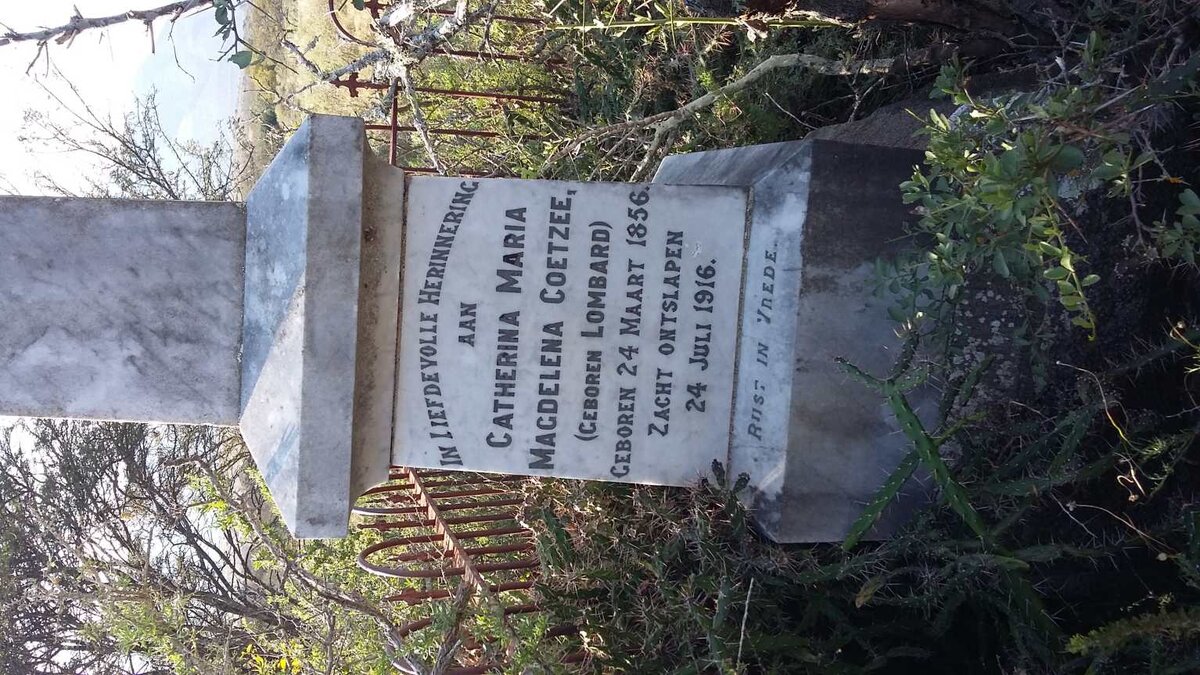 IN LIEFDEVOLLE HERINNERING
AAN
CATHERINA MARIA
MAGDELENA COETZEE,
(GEBOREN LOMBARD)
GEBOREN 24 MAART 1856
ZACHT ONTSLAPEN
24 JULI 1916.
RUST IN VREDE.